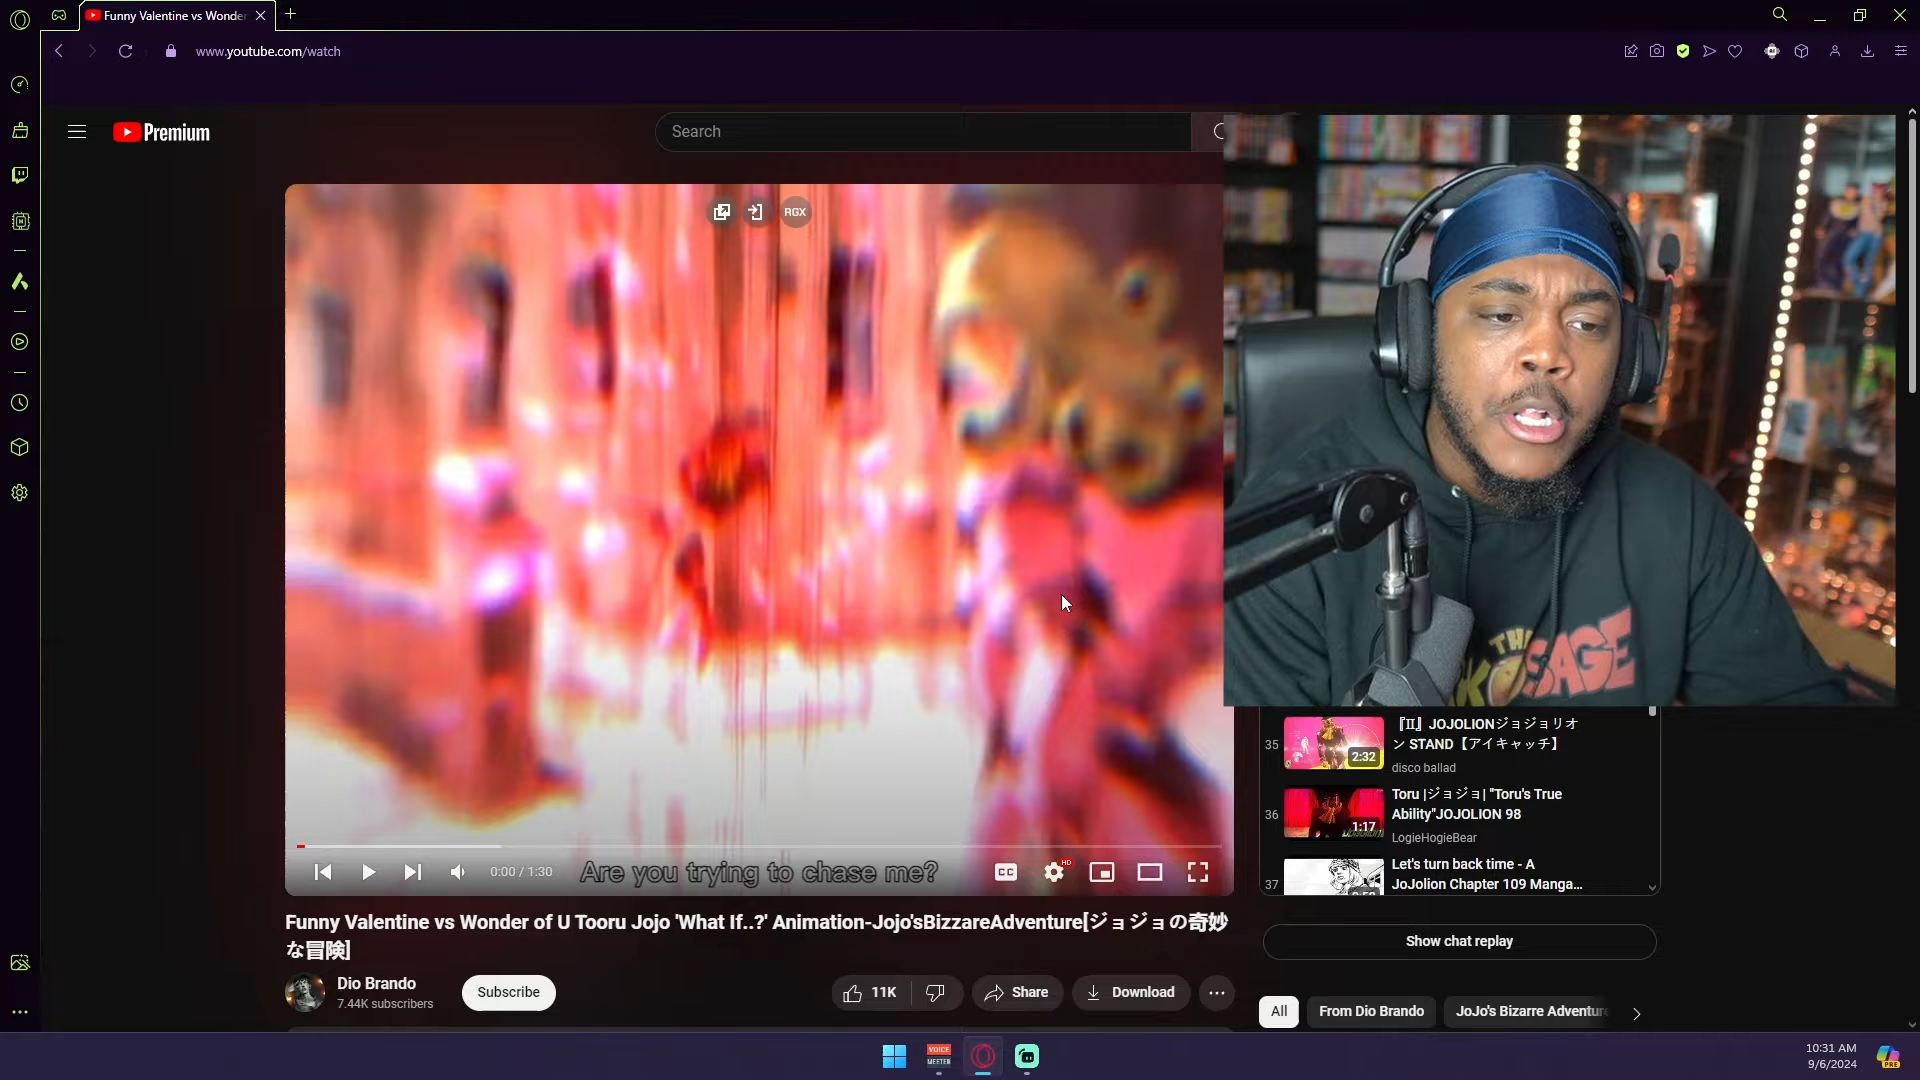 Funny Valentine vs Wonder
www.youtube.com/watch
Premium
Search
RGX
Are you trying to chase me?
0:00 / 1:30
CC
HD
Funny Valentine vs Wonder of U Tooru Jojo 'What If..?' Animation-Jojo'sBizzareAdventure[ジョジョの奇妙
な冒険]
Dio Brando
7.44K subscribers
Subscribe
11K
Share
Download
SAGE
35
2:32
『II』JOJOLIONジョジョリオ
ン STAND【アイキャッチ】
disco ballad
36
1:17
Toru |ジョジョ| "Toru's True
Ability"JOJOLION 98
LogieHogieBear
37
Let's turn back time - A
JoJolion Chapter 109 Manga...
Show chat replay
All
From Dio Brando
JoJo's Bizarre Adventure
VOICE
MEETER
10:31 AM
9/6/2024
PRE